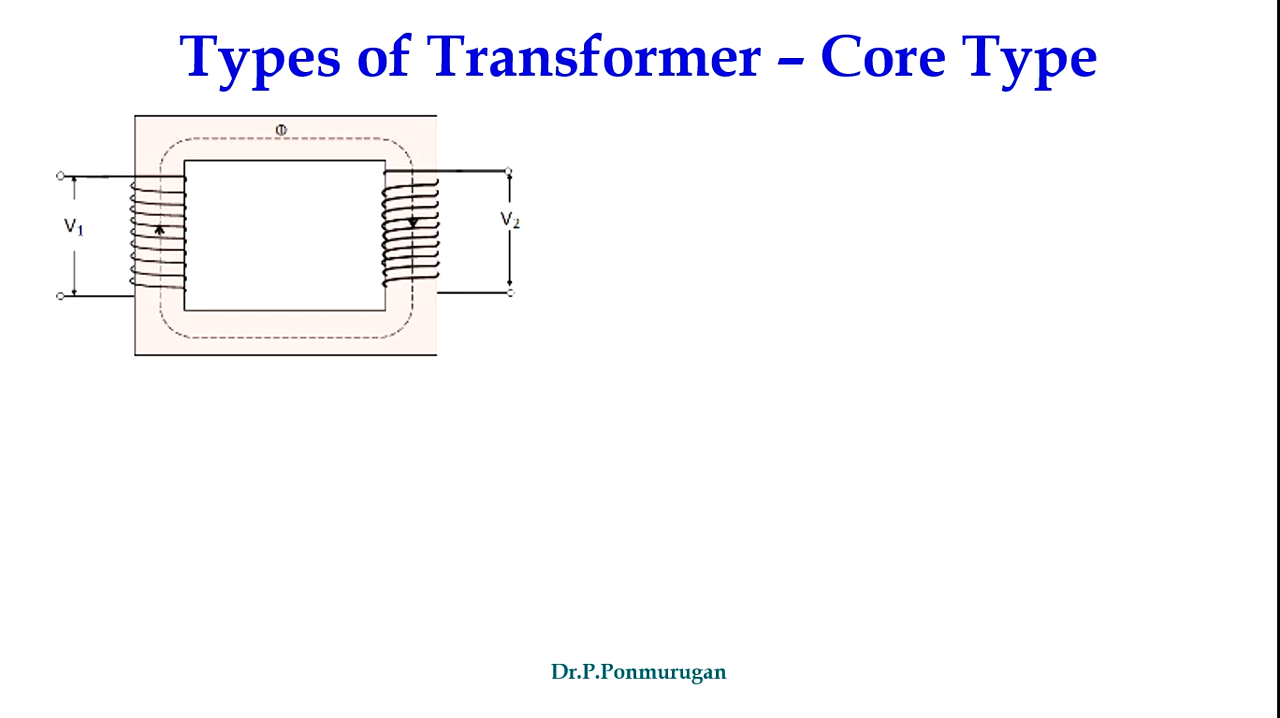 Types of Transformer – Core Type
Φ
V₁
V₂
Dr.P.Ponmurugan